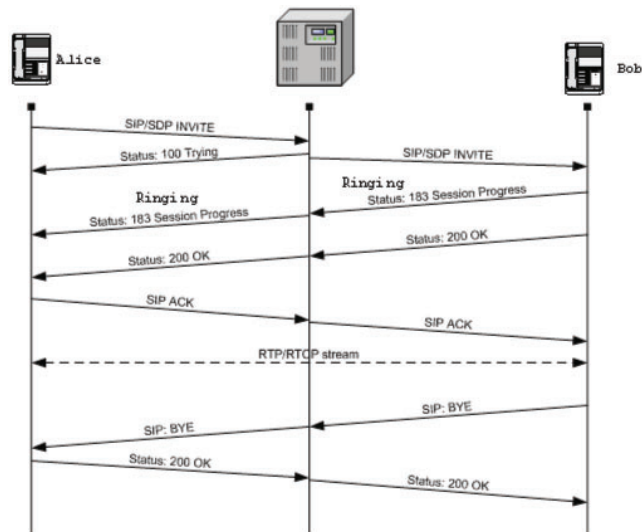 Alice
Bob
SIP/SDP INVITE
Status: 100 Trying
SIP/SDP INVITE
Ringing
Status: 183 Session Progress
Ringing
Status: 183 Session Progress
Status: 200 OK
Status: 200 OK
SIP ACK
SIP ACK
RTP/RTCP stream
SIP: BYE
SIP: BYE
Status: 200 OK
Status: 200 OK